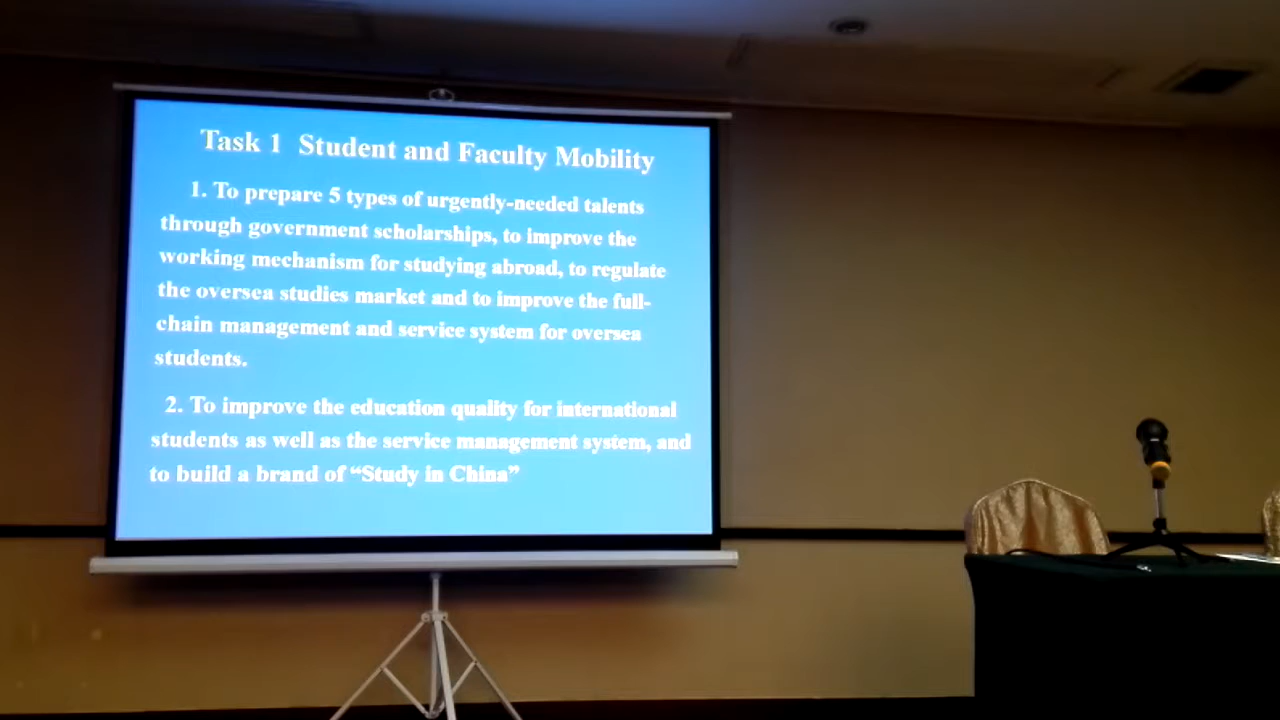 Task 1 Student and Faculty Mobility
1. To prepare 5 types of urgently-needed talents
through government scholarships, to improve the
working mechanism for studying abroad, to regulate
the oversea studies market and to improve the full-
chain management and service system for oversea
students.
2. To improve the education quality for international
students as well as the service management system, and
to build a brand of “Study in China”